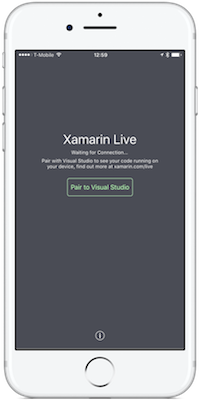 T-Mobile 12:59
Xamarin Live
Waiting for Connection...
Pair with Visual Studio to see your code running on
your device, find out more at xamarin.com/live
Pair to Visual Studio